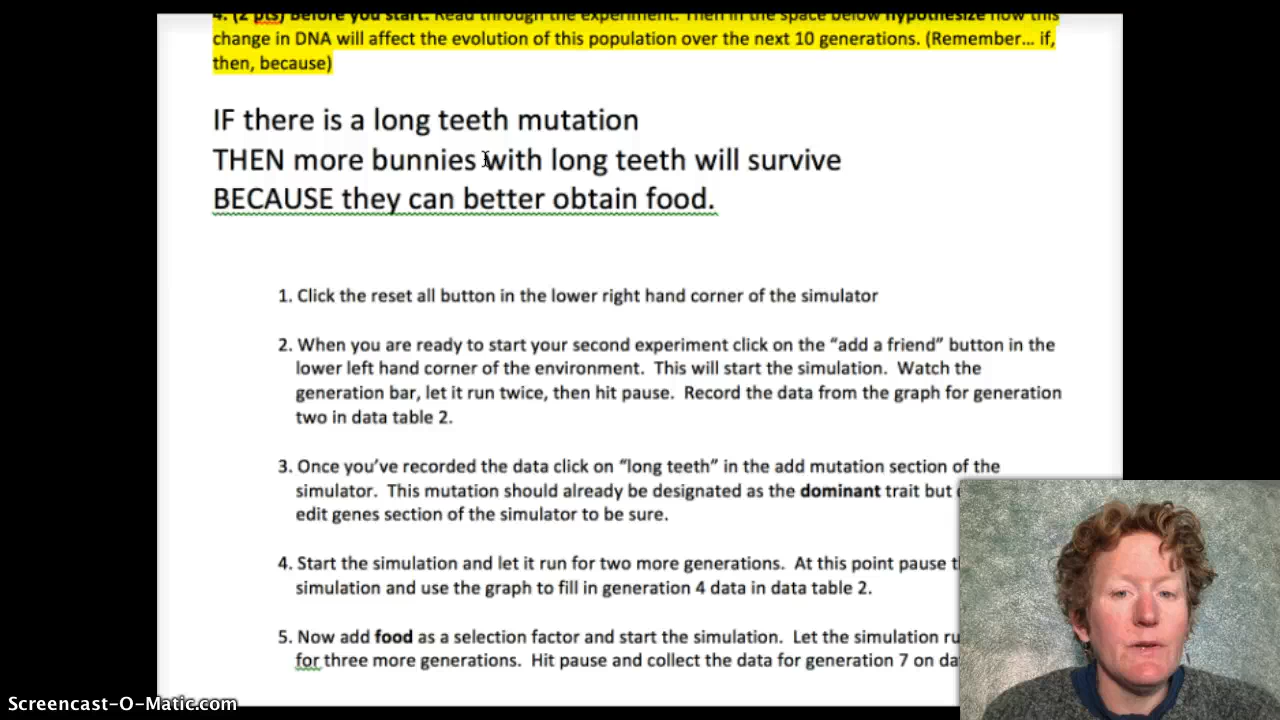 4. (2 pts) Before you start. Read through the experiment. Then in the space below hypothesize how this
change in DNA will affect the evolution of this population over the next 10 generations. (Remember... if,
then, because)
IF there is a long teeth mutation
THEN more bunnies with long teeth will survive
BECAUSE they can better obtain food.
1. Click the reset all button in the lower right hand corner of the simulator
2. When you are ready to start your second experiment click on the “add a friend” button in the
lower left hand corner of the environment. This will start the simulation. Watch the
generation bar, let it run twice, then hit pause. Record the data from the graph for generation
two in data table 2.
3. Once you’ve recorded the data click on “long teeth” in the add mutation section of the
simulator. This mutation should already be designated as the dominant trait but
edit genes section of the simulator to be sure.
4. Start the simulation and let it run for two more generations. At this point pause
simulation and use the graph to fill in generation 4 data in data table 2.
5. Now add food as a selection factor and start the simulation. Let the simulation
for three more generations. Hit pause and collect the data for generation 7 on
Screencast-O-Matic.com